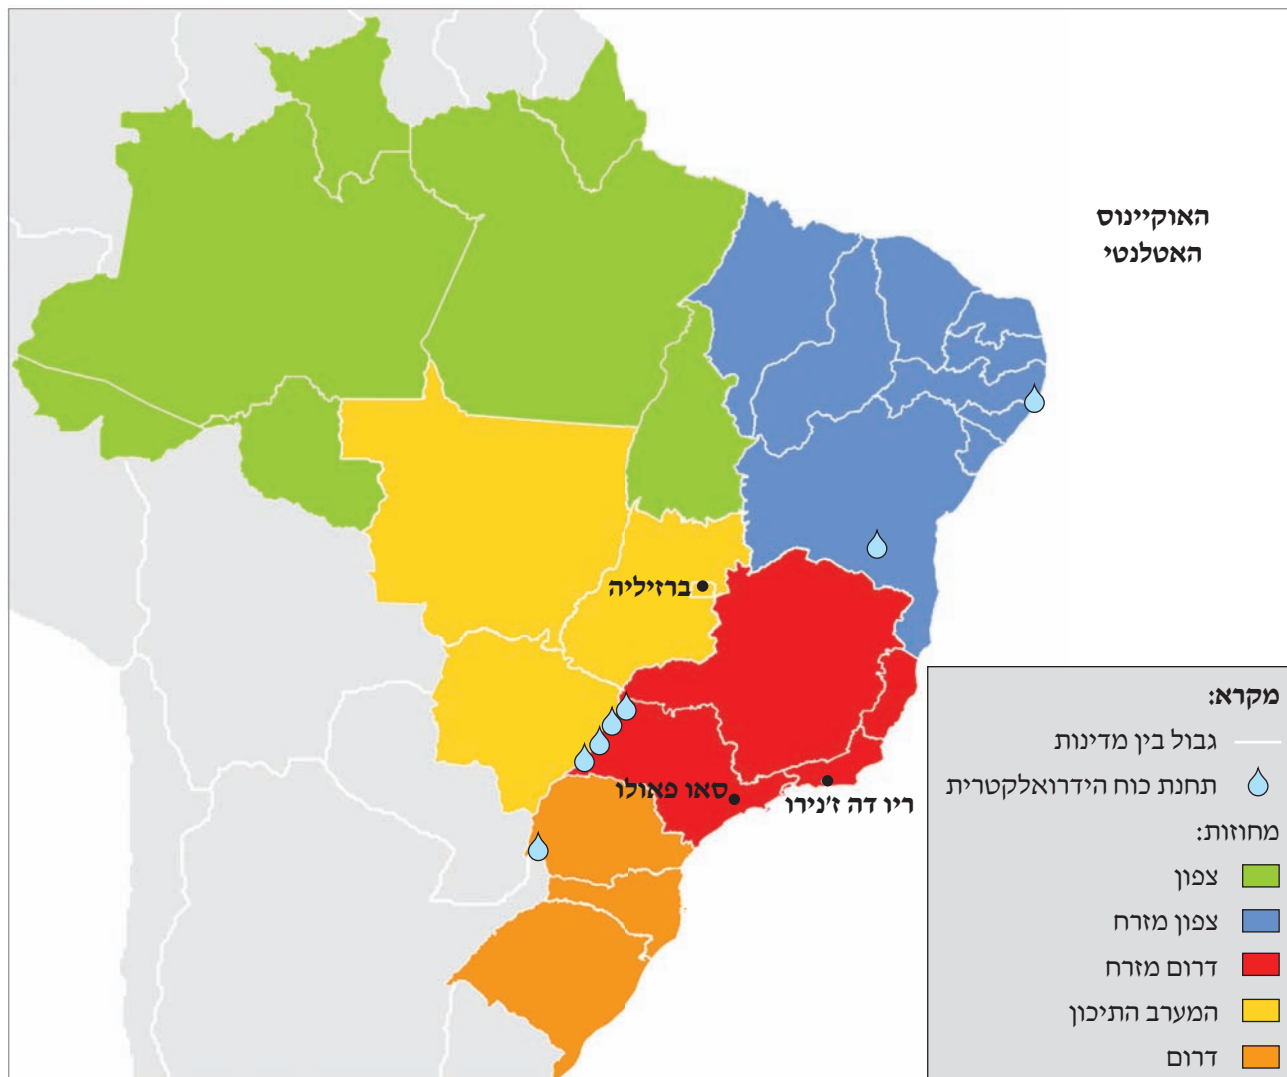 האוקיינוס
האטלנטי
ברזיליה
סאו פאולו
ריו דה ז'נירו
מקרא:
גבול בין מדינות
תחנת כוח הידרואלקטרית
מחוזות:
צפון
צפון מזרח
דרום מזרח
המערב התיכון
דרום